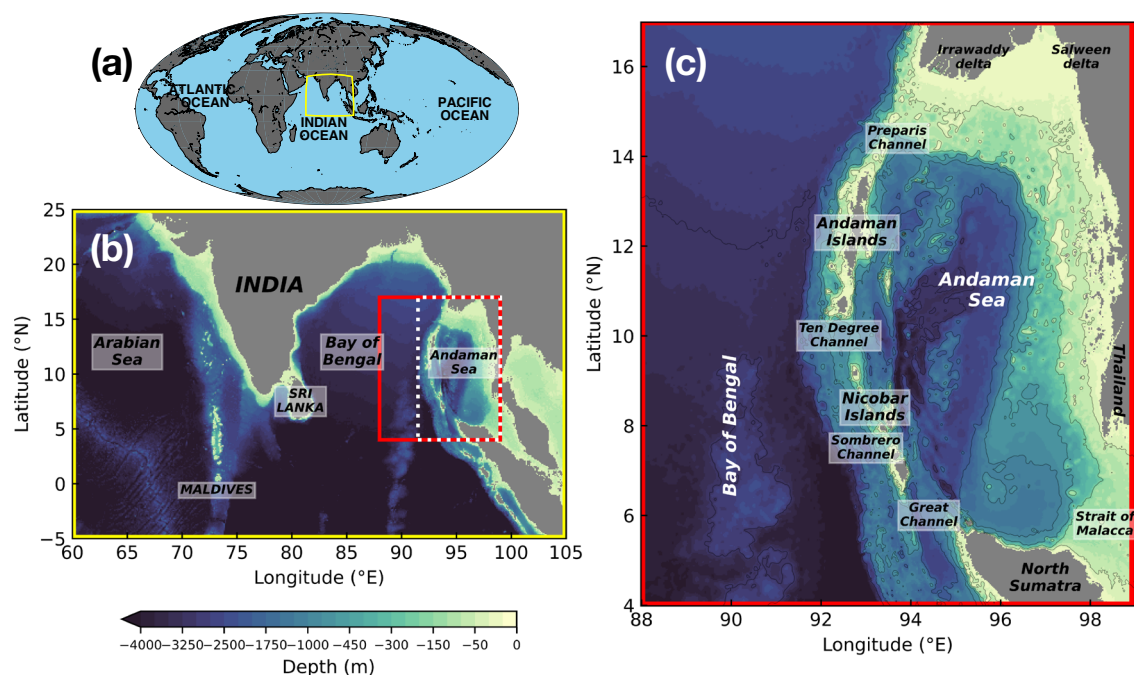 (a)
ATLANTIC
OCEAN
INDIAN
OCEAN
PACIFIC
OCEAN
(b)
INDIA
Arabian
Sea
Bay of
Bengal
Andaman
Sea
SRI
LANKA
MALDIVES
25
20
15
10
5
0
−5
Latitude (°N)
60 65 70 75 80 85 90 95 100 105
Longitude (°E)
−4000 −3250 −2500 −1750 −1000 −450 −300 −150 −50 0
Depth (m)
(c)
Irrawaddy
delta
Salween
delta
Preparis
Channel
Andaman
Islands
Andaman
Sea
Ten Degree
Channel
Nicobar
Islands
Sombrero
Channel
Great
Channel
Bay of Bengal
Thailand
Strait of
Malacca
North
Sumatra
16
14
12
10
8
6
4
Latitude (°N)
88 90 92 94 96 98
Longitude (°E)